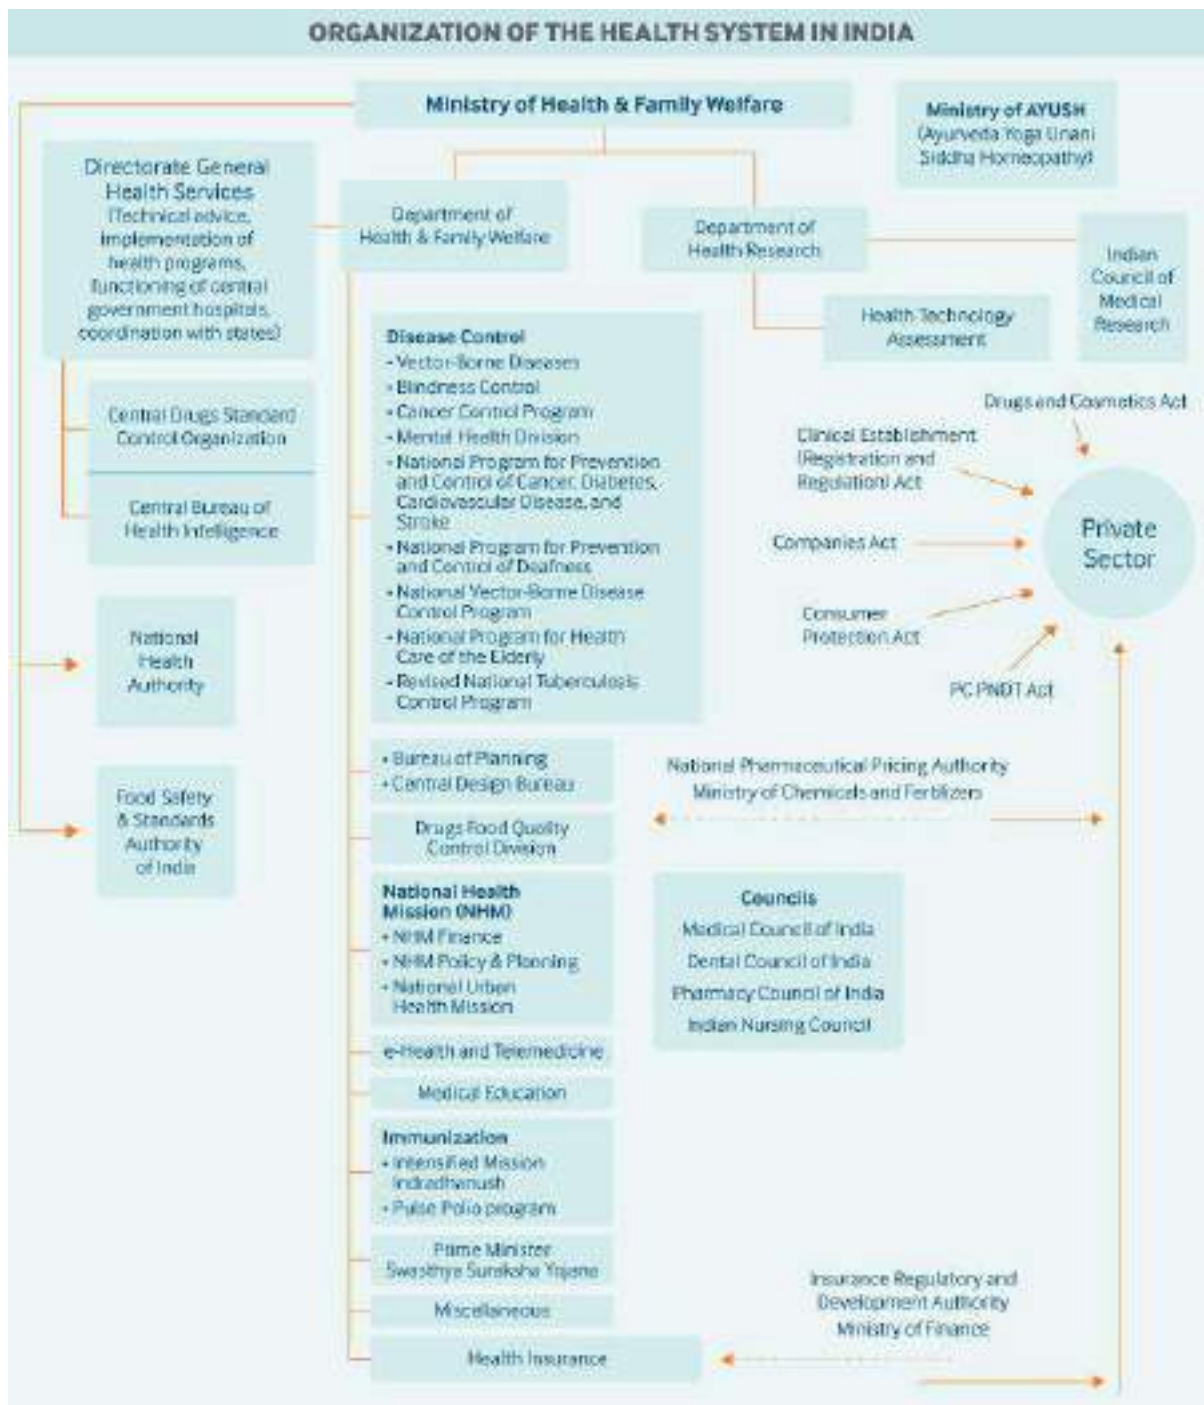 ORGANIZATION OF THE HEALTH SYSTEM IN INDIA
Ministry of Health & Family Welfare
Ministry of AYUSH
(Ayurveda Yoga Unani
Siddha Homeopathy)
Directorate General
Health Services
(Technical advice,
implementation of
health programs,
functioning of central
government hospitals,
coordination with states)
Department of
Health & Family Welfare
Department of
Health Research
Indian
Council of
Medical
Research
Health Technology
Assessment
Central Drugs Standard
Control Organization
Central Bureau of
Health Intelligence
National
Health
Authority
Food Safety
& Standards
Authority
of India
Disease Control
• Vector-Borne Diseases
• Blindness Control
• Cancer Control Program
• Mental Health Division
• National Program for Prevention
and Control of Cancer, Diabetes,
Cardiovascular Disease, and
Stroke
• National Program for Prevention
and Control of Deafness
• National Vector-Borne Disease
Control Program
• National Program for Health
Care of the Elderly
• Revised National Tuberculosis
Control Program
Drugs and Cosmetics Act
Clinical Establishment
(Registration and
Regulation) Act
Companies Act
Consumer
Protection Act
PC PNDT Act
Private
Sector
• Bureau of Planning
• Central Design Bureau
Drugs Food Quality
Control Division
National Pharmaceutical Pricing Authority
Ministry of Chemicals and Fertilizers
National Health
Mission (NHM)
• NHM Finance
• NHM Policy & Planning
• National Urban
Health Mission
Councils
Medical Council of India
Dental Council of India
Pharmacy Council of India
Indian Nursing Council
e-Health and Telemedicine
Medical Education
Immunization
• Intensified Mission
Indradhanush
• Pulse Polio program
Prime Minister
Swasthya Suraksha Yojana
Miscellaneous
Health Insurance
Insurance Regulatory and
Development Authority
Ministry of Finance